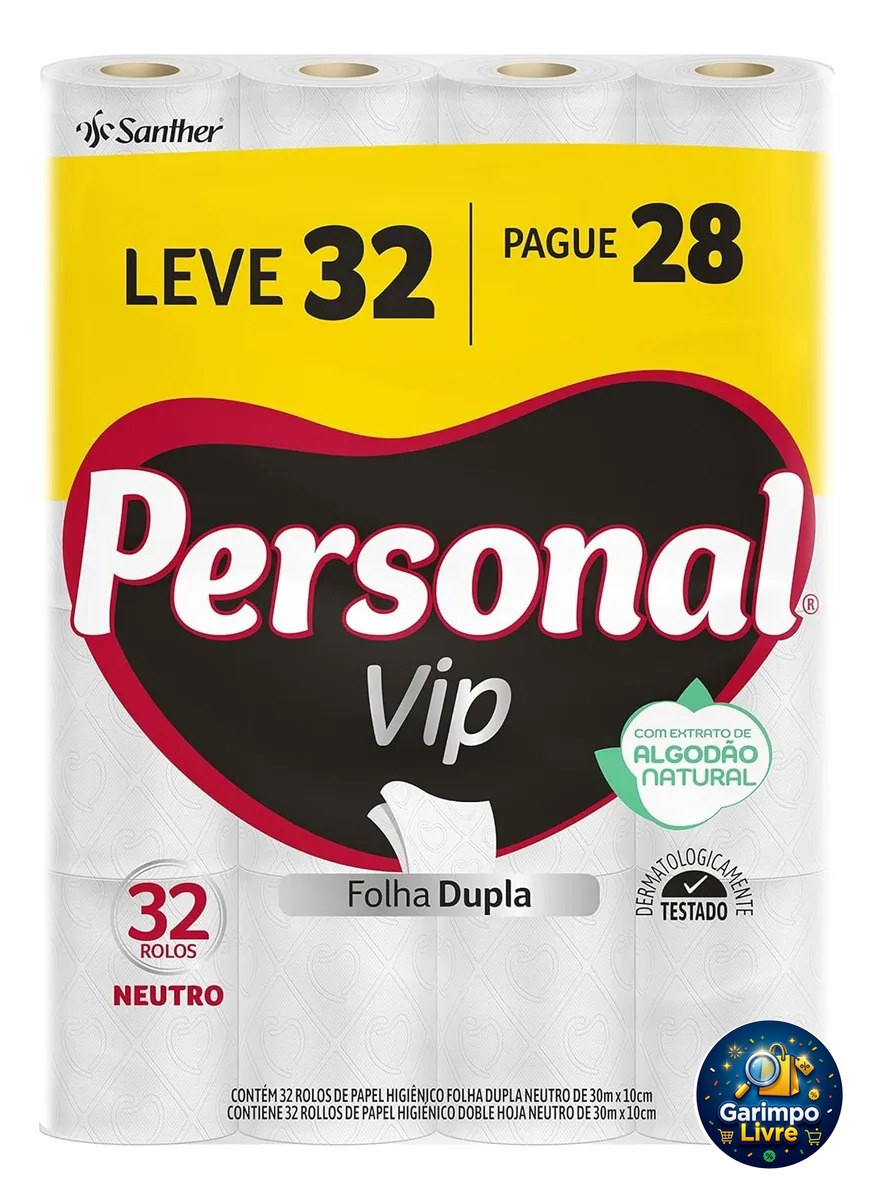 Santher
LEVE 32
PAGUE 28
Personal®
Vip
COM EXTRATO DE
ALGODÃO
NATURAL
DERMATOLOGICAMENTE
TESTADO
Folha Dupla
32
ROLOS
NEUTRO
CONTÉM 32 ROLOS DE PAPEL HIGIÊNICO FOLHA DUPLA NEUTRO DE 30m x 10cm
CONTIENE 32 ROLLOS DE PAPEL HIGIENICO DOBLE HOJA NEUTRO DE 30m x 10cm
Garimpo
Livre